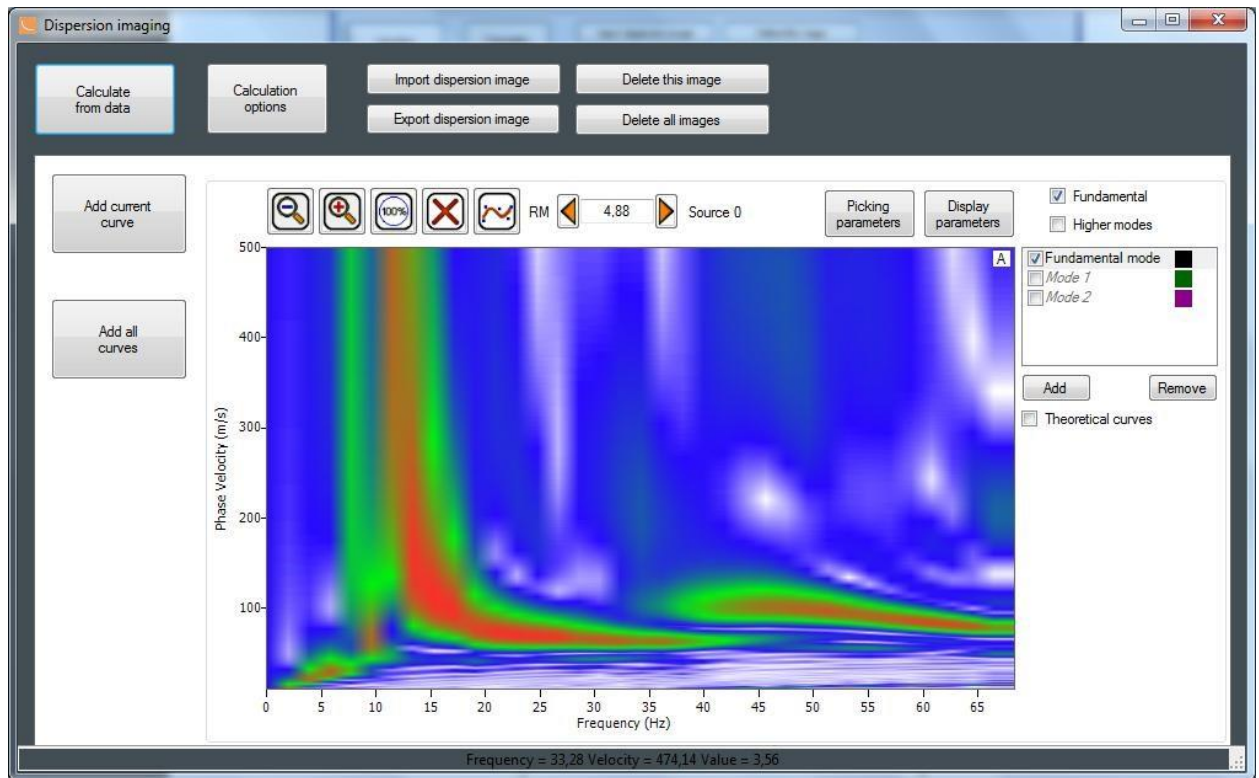 Dispersion imaging
Calculate
from data
Calculation
options
Import dispersion image
Delete this image
Export dispersion image
Delete all images
Add current
curve
Add all
curves
100%
RM
4.88
Source 0
Picking
parameters
Display
parameters
Fundamental
Higher modes
A
Fundamental mode
Mode 1
Mode 2
Add
Remove
Theoretical curves
Phase Velocity (m/s)
500
400
300
200
100
0 5 10 15 20 25 30 35 40 45 50 55 60 65
Frequency (Hz)
Frequency = 33,28 Velocity = 474,14 Value = 3,56